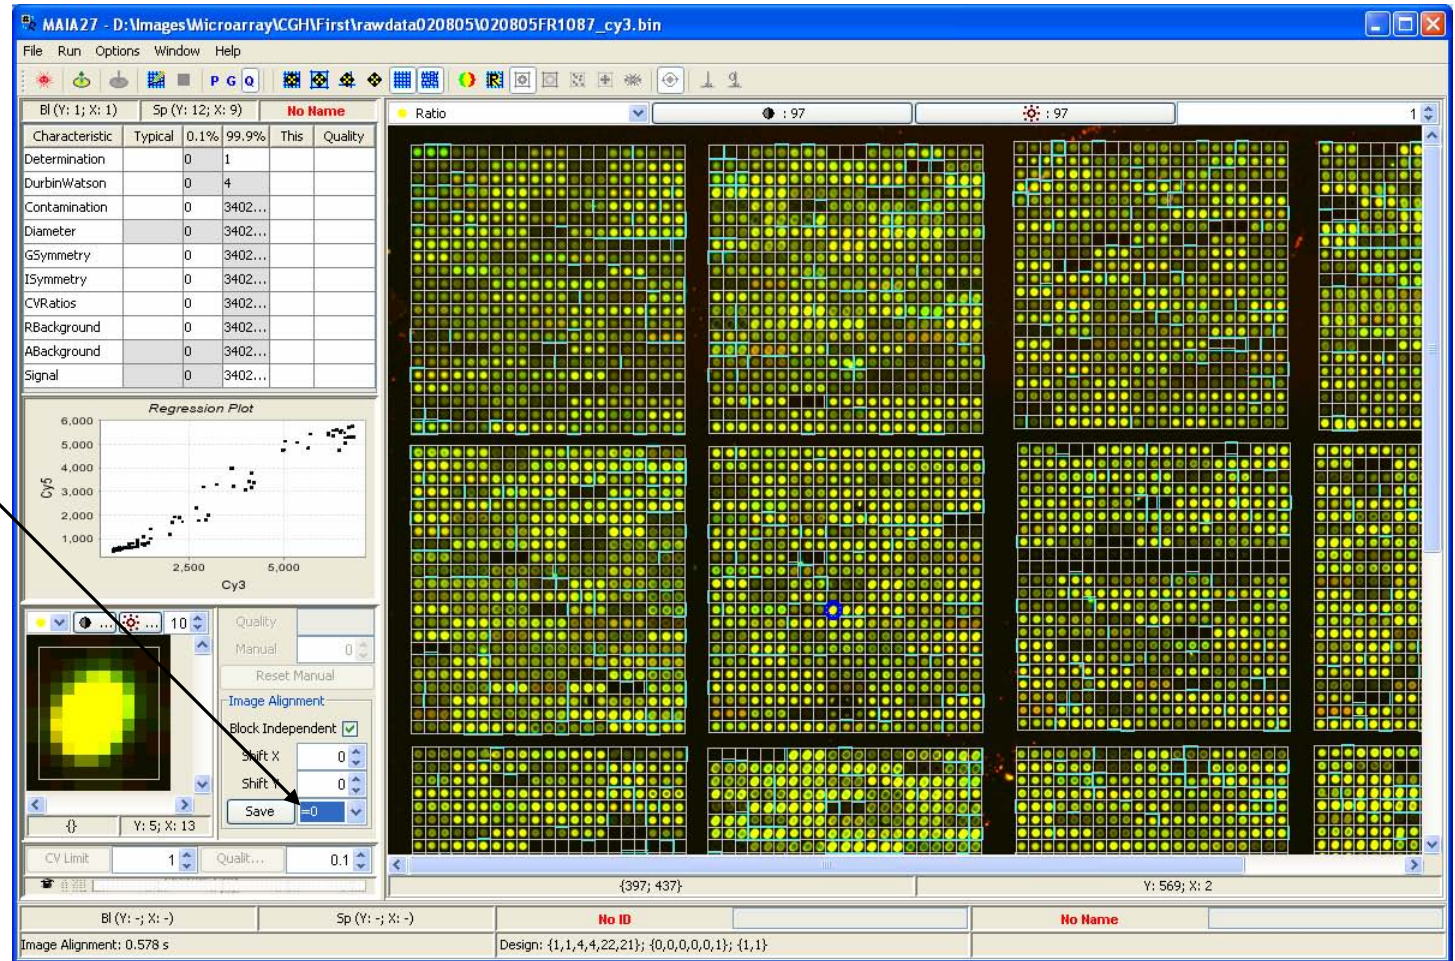 MAIA27 - D:\Images\Microarray\CGH\First\rawdata020805\020805FR1087_cy3.bin
File Run Options Window Help
P G Q R
Bl (Y: 1; X: 1) Sp (Y: 12; X: 9) No Name
Ratio : 97 : 97 1
Characteristic Typical 0.1% 99.9% This Quality
Determination 0 1
DurbinWatson 0 4
Contamination 0 3402...
Diameter 0 3402...
GSymmetry 0 3402...
ISymmetry 0 3402...
CVRatios 0 3402...
RBackground 0 3402...
ABackground 0 3402...
Signal 0 3402...
Regression Plot
6,000
5,000
4,000
3,000
2,000
1,000
Cy5
2,500 5,000
Cy3
... ... 10
Quality
Manual 0
Reset Manual
Image Alignment
Block Independent
Shift X 0
Shift Y 0
Save =0
{} Y: 5; X: 13
CV Limit 1 Qualit... 0.1
{397; 437} Y: 569; X: 2
Bl (Y: -; X: -) Sp (Y: -; X: -) No ID No Name
Image Alignment: 0.578 s Design: {1,1,4,4,22,21}; {0,0,0,0,0,1}; {1,1}